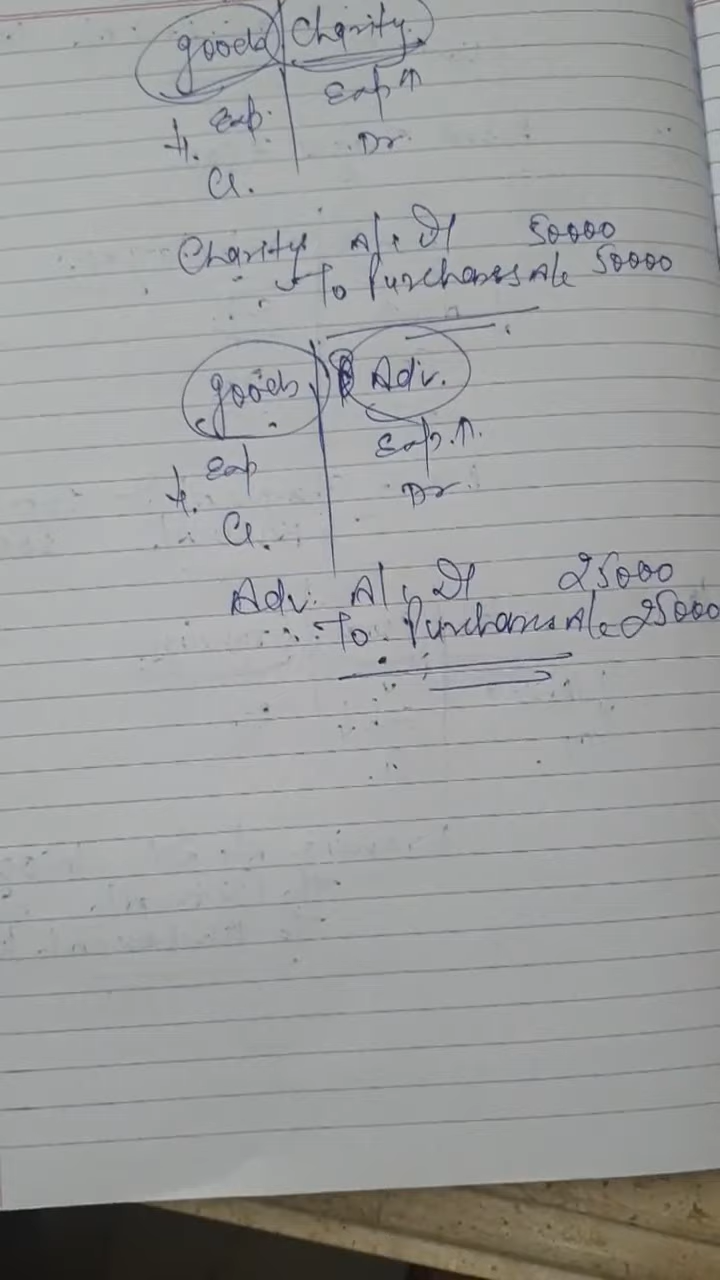 goods Charity
Exp. Exp ↑
↓. Dr.
Cr.
Charity A/c Dr 50000
To Purchases A/c 50000
goods Adv.
Exp Exp. ↑.
↓. Dr.
Cr.
Adv. A/c Dr 25000
To Purchases A/c 25000